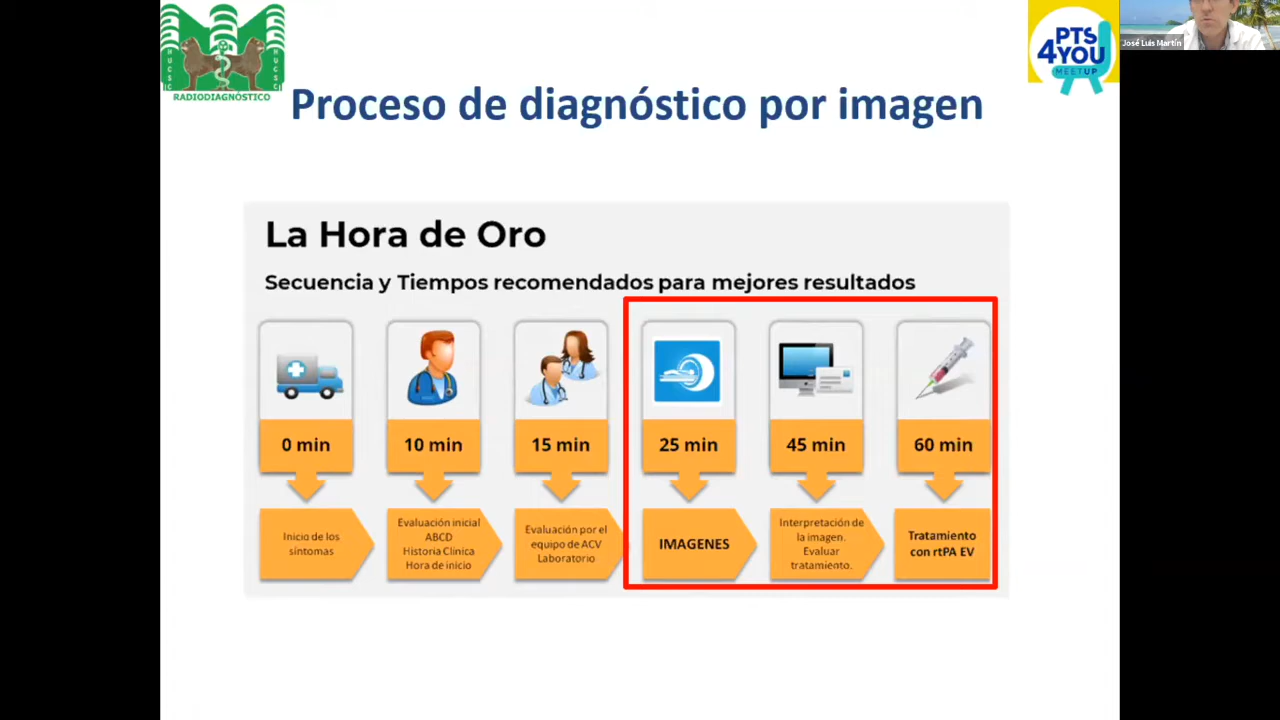 HUCSC
HUCSC
RADIODIAGNÓSTICO
PTS
4YOU
MEETUP
José Luis Martín
Proceso de diagnóstico por imagen
La Hora de Oro
Secuencia y Tiempos recomendados para mejores resultados
0 min
10 min
15 min
25 min
45 min
60 min
Inicio de los
síntomas
Evaluación inicial
ABCD
Historia Clínica
Hora de inicio
Evaluación por el
equipo de ACV
Laboratorio
IMAGENES
Interpretación de
la imagen.
Evaluar
tratamiento.
Tratamiento
con rtPA EV